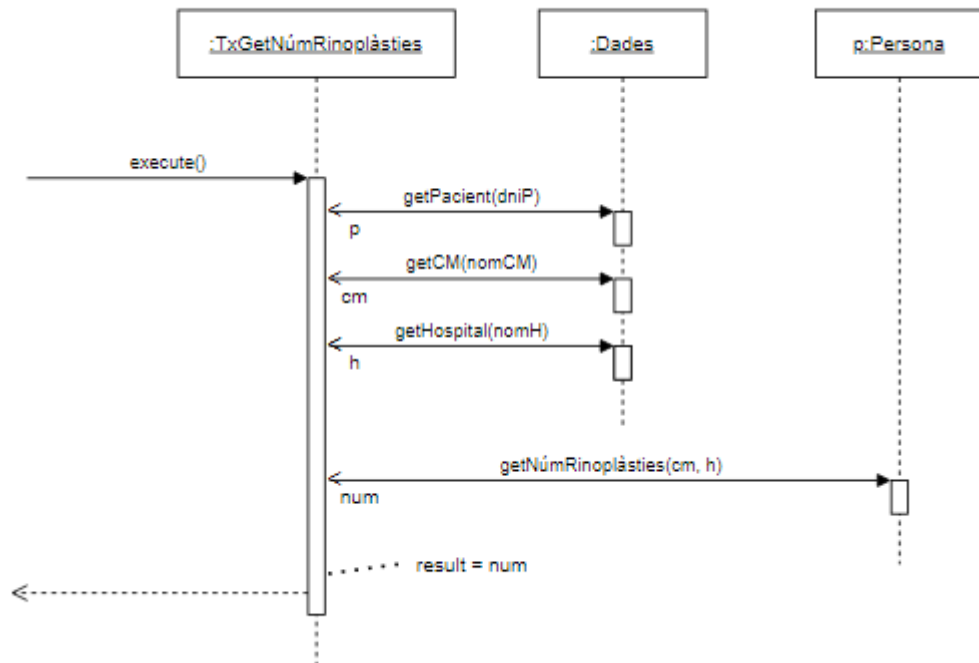 :TxGetNúmRinoplàsties
:Dades
p:Persona
execute()
getPacient(dniP)
p
getCM(nomCM)
cm
getHospital(nomH)
h
getNúmRinoplàsties(cm, h)
num
result = num